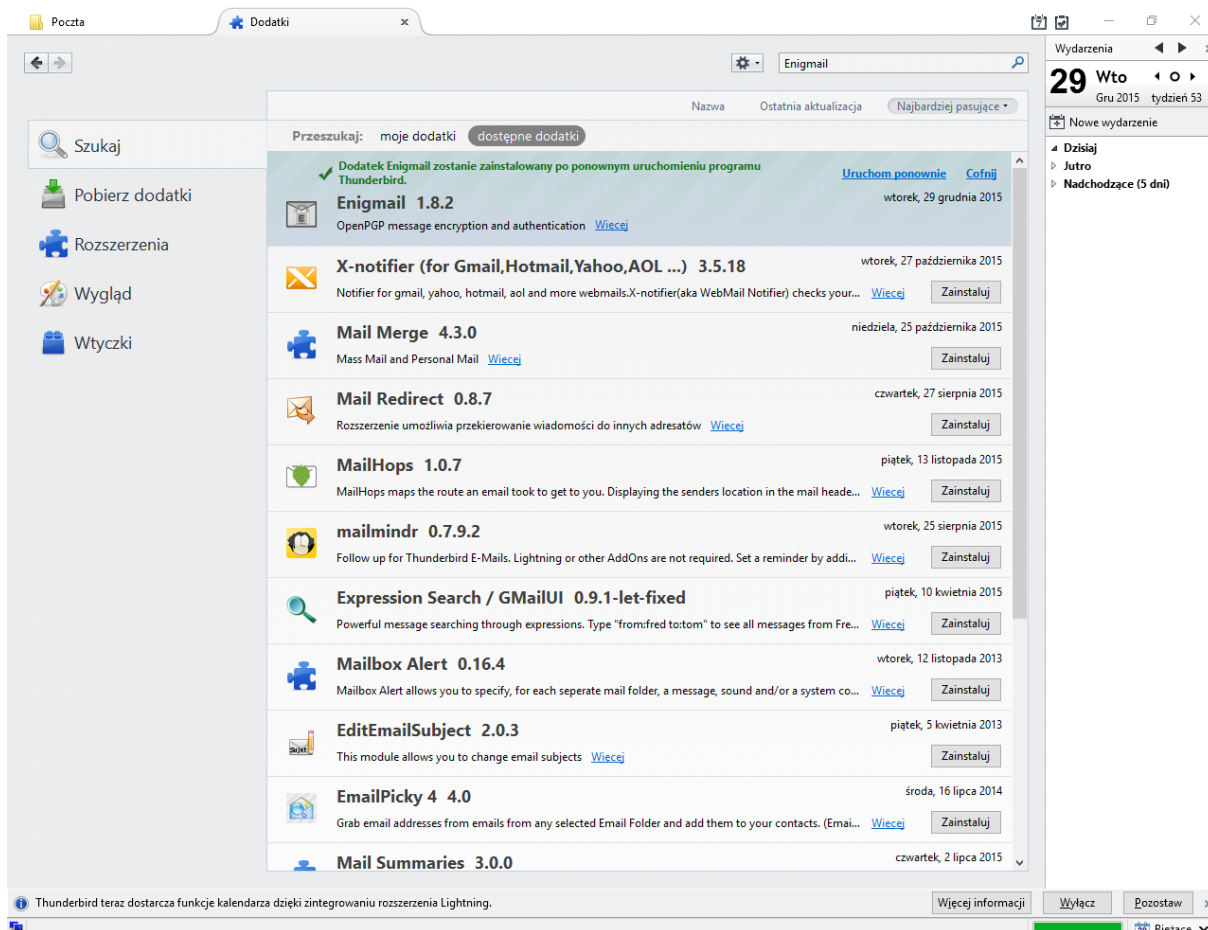 Poczta
Dodatki
Enigmail
Nazwa Ostatnia aktualizacja Najbardziej pasujące
Przeszukaj: moje dodatki dostępne dodatki
Szukaj
Pobierz dodatki
Rozszerzenia
Wygląd
Wtyczki
Dodatek Enigmail zostanie zainstalowany po ponownym uruchomieniu programu
Thunderbird.
Uruchom ponownie Cofnij
Enigmail 1.8.2
wtorek, 29 grudnia 2015
OpenPGP message encryption and authentication Więcej
X-notifier (for Gmail,Hotmail,Yahoo,AOL ...) 3.5.18
wtorek, 27 października 2015
Notifier for gmail, yahoo, hotmail, aol and more webmails.X-notifier(aka WebMail Notifier) checks your... Więcej
Zainstaluj
Mail Merge 4.3.0
niedziela, 25 października 2015
Mass Mail and Personal Mail Więcej
Zainstaluj
Mail Redirect 0.8.7
czwartek, 27 sierpnia 2015
Rozszerzenie umożliwia przekierowanie wiadomości do innych adresatów Więcej
Zainstaluj
MailHops 1.0.7
piątek, 13 listopada 2015
MailHops maps the route an email took to get to you. Displaying the senders location in the mail heade... Więcej
Zainstaluj
mailmindr 0.7.9.2
wtorek, 25 sierpnia 2015
Follow up for Thunderbird E-Mails. Lightning or other AddOns are not required. Set a reminder by addi... Więcej
Zainstaluj
Expression Search / GMailUI 0.9.1-let-fixed
piątek, 10 kwietnia 2015
Powerful message searching through expressions. Type "from:fred to:tom" to see all messages from Fre... Więcej
Zainstaluj
Mailbox Alert 0.16.4
wtorek, 12 listopada 2013
Mailbox Alert allows you to specify, for each seperate mail folder, a message, sound and/or a system co... Więcej
Zainstaluj
EditEmailSubject 2.0.3
piątek, 5 kwietnia 2013
This module allows you to change email subjects Więcej
Zainstaluj
EmailPicky 4 4.0
środa, 16 lipca 2014
Grab email addresses from emails from any selected Email Folder and add them to your contacts. (Emai... Więcej
Zainstaluj
Mail Summaries 3.0.0
czwartek, 2 lipca 2015
Wydarzenia
29 Wto
Gru 2015 tydzień 53
Nowe wydarzenie
Dzisiaj
Jutro
Nadchodzące (5 dni)
Thunderbird teraz dostarcza funkcje kalendarza dzięki zintegrowaniu rozszerzenia Lightning.
Więcej informacji Wyłącz Pozostaw
Bieżące